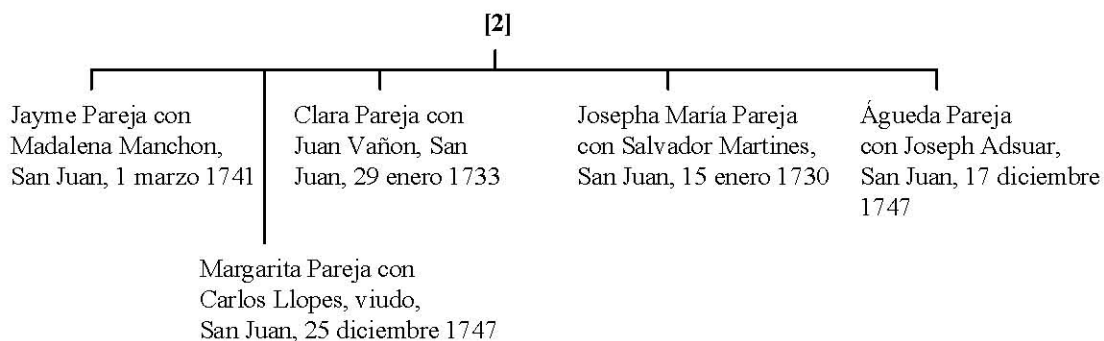 [2]
Jayme Pareja con
Madalena Manchon,
San Juan, 1 marzo 1741
Clara Pareja con
Juan Vañon, San
Juan, 29 enero 1733
Josepha María Pareja
con Salvador Martines,
San Juan, 15 enero 1730
Águeda Pareja
con Joseph Adsuar,
San Juan, 17 diciembre
1747
Margarita Pareja con
Carlos Llopes, viudo,
San Juan, 25 diciembre 1747